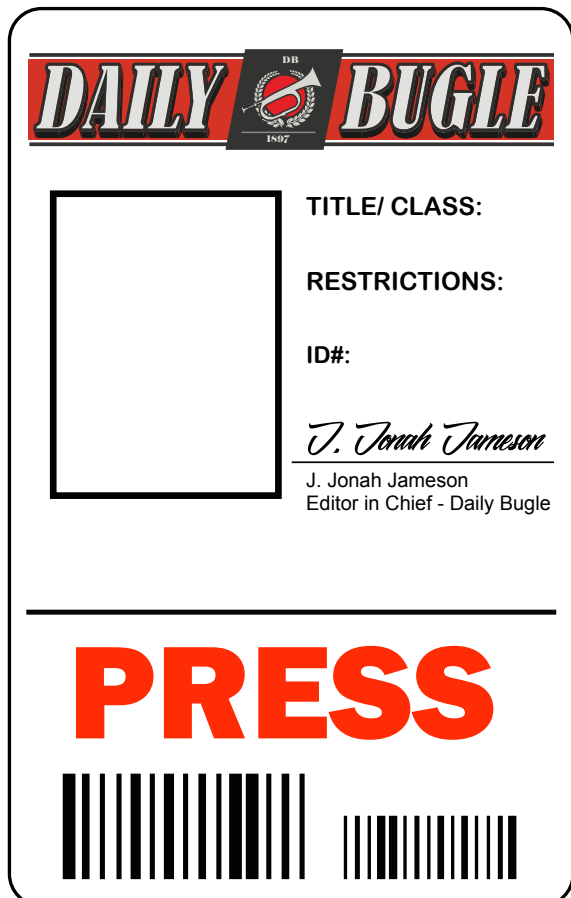 DAILY BUGLE
DB
1897
TITLE/ CLASS:
RESTRICTIONS:
ID#:
J. Jonah Jameson
J. Jonah Jameson
Editor in Chief - Daily Bugle
PRESS